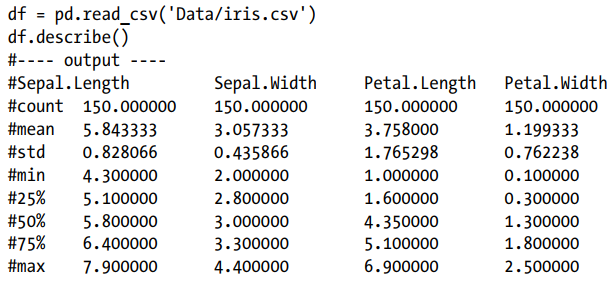 df = pd.read_csv('Data/iris.csv')
df.describe()
#---- output ----
#Sepal.Length Sepal.Width Petal.Length Petal.Width
#count 150.000000 150.000000 150.000000 150.000000
#mean 5.843333 3.057333 3.758000 1.199333
#std 0.828066 0.435866 1.765298 0.762238
#min 4.300000 2.000000 1.000000 0.100000
#25% 5.100000 2.800000 1.600000 0.300000
#50% 5.800000 3.000000 4.350000 1.300000
#75% 6.400000 3.300000 5.100000 1.800000
#max 7.900000 4.400000 6.900000 2.500000